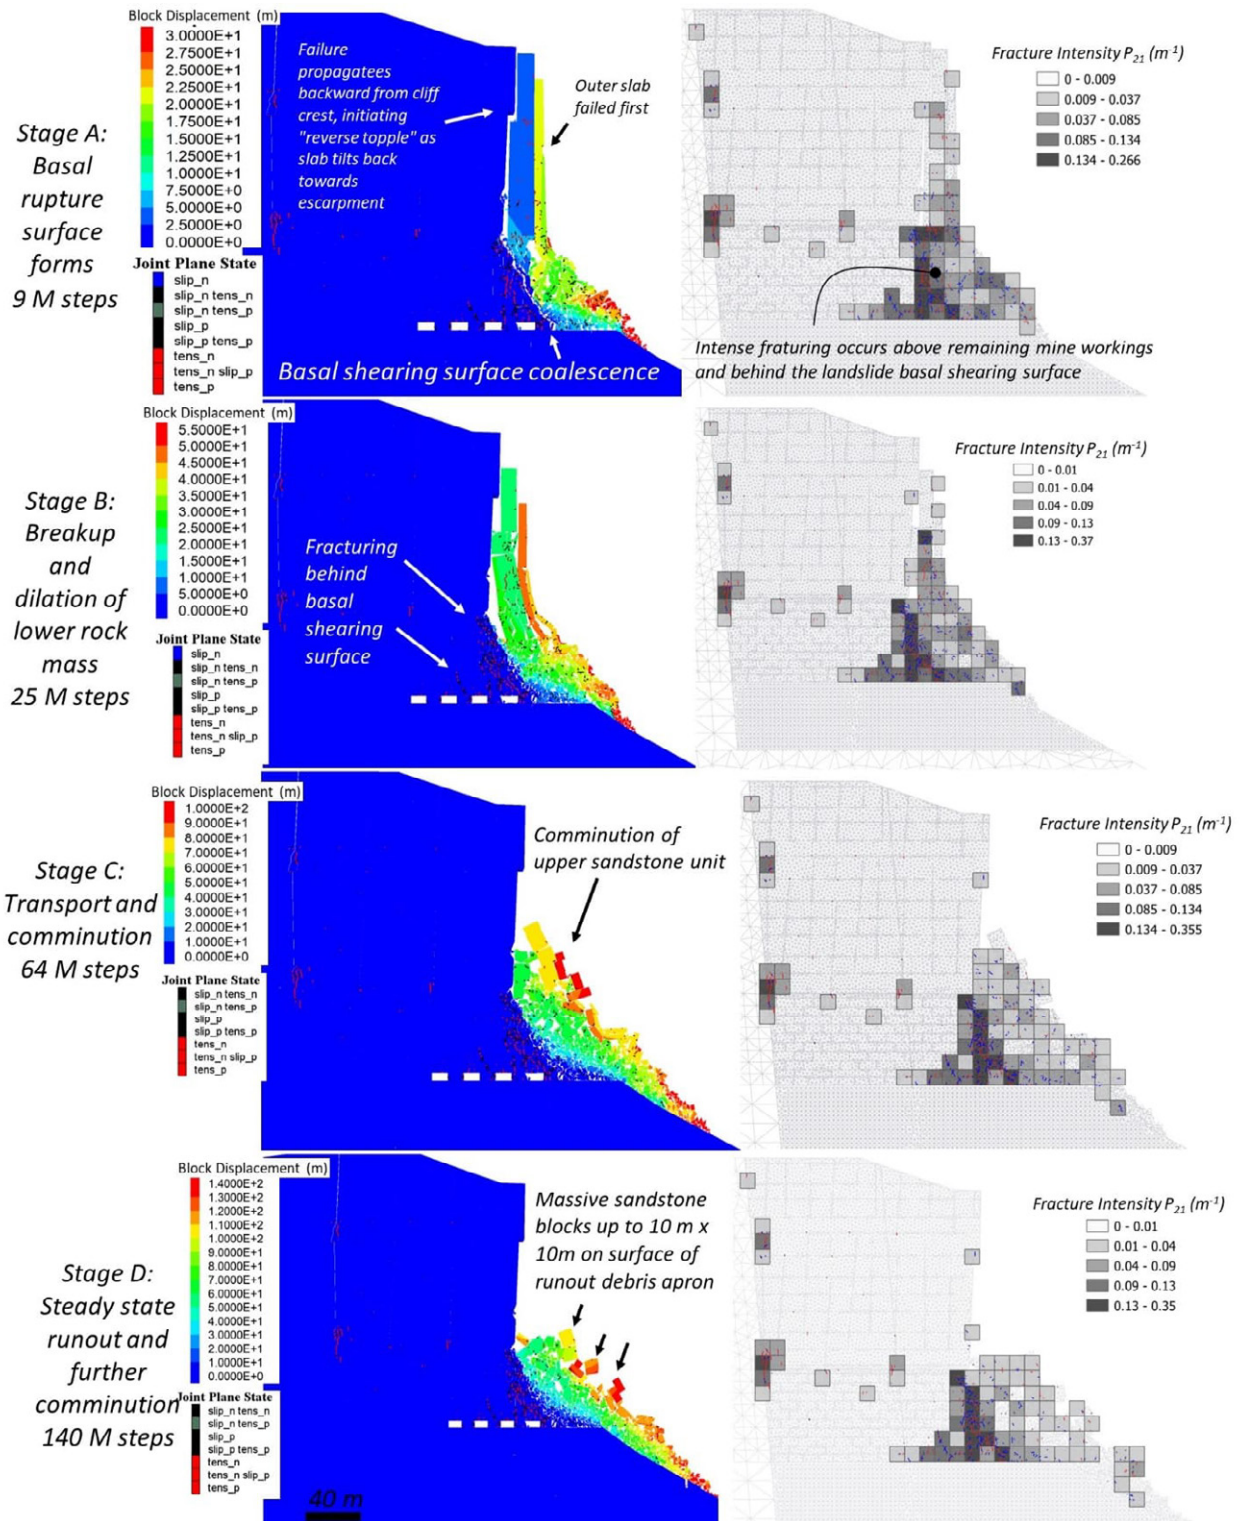 Stage A:
Basal
rupture
surface
forms
9 M steps
Block Displacement (m)
3.0000E+1
2.7500E+1
2.5000E+1
2.2500E+1
2.0000E+1
1.7500E+1
1.5000E+1
1.2500E+1
1.0000E+1
7.5000E+0
5.0000E+0
2.5000E+0
0.0000E+0
Joint Plane State
slip_n
slip_n tens_n
slip_n tens_p
slip_p
slip_p tens_p
tens_n
tens_n slip_p
tens_p
Failure
propagatees
backward from cliff
crest, initiating
"reverse topple" as
slab tilts back
towards
escarpment
Outer slab
failed first
Basal shearing surface coalescence
Fracture Intensity P21 (m-1)
0 - 0.009
0.009 - 0.037
0.037 - 0.085
0.085 - 0.134
0.134 - 0.266
Intense fraturing occurs above remaining mine workings
and behind the landslide basal shearing surface
Stage B:
Breakup
and
dilation of
lower rock
mass
25 M steps
Block Displacement (m)
5.5000E+1
5.0000E+1
4.5000E+1
4.0000E+1
3.5000E+1
3.0000E+1
2.5000E+1
2.0000E+1
1.5000E+1
1.0000E+1
5.0000E+0
0.0000E+0
Joint Plane State
slip_n
slip_n tens_n
slip_n tens_p
slip_p
slip_p tens_p
tens_n
tens_n slip_p
tens_p
Fracturing
behind
basal
shearing
surface
Fracture Intensity P21 (m-1)
0 - 0.01
0.01 - 0.04
0.04 - 0.09
0.09 - 0.13
0.13 - 0.37
Stage C:
Transport and
comminution
64 M steps
Block Displacement (m)
1.0000E+2
9.0000E+1
8.0000E+1
7.0000E+1
6.0000E+1
5.0000E+1
4.0000E+1
3.0000E+1
2.0000E+1
1.0000E+1
0.0000E+0
Joint Plane State
slip_n tens_n
slip_n tens_p
slip_p
slip_p tens_p
tens_n
tens_n slip_p
tens_p
Comminution of
upper sandstone unit
Fracture Intensity P21 (m-1)
0 - 0.009
0.009 - 0.037
0.037 - 0.085
0.085 - 0.134
0.134 - 0.355
Stage D:
Steady state
runout and
further
comminution
140 M steps
Block Displacement (m)
1.4000E+2
1.3000E+2
1.2000E+2
1.1000E+2
1.0000E+2
9.0000E+1
8.0000E+1
7.0000E+1
6.0000E+1
5.0000E+1
4.0000E+1
3.0000E+1
2.0000E+1
1.0000E+1
0.0000E+0
Joint Plane State
slip_n tens_n
slip_n tens_p
slip_p
slip_p tens_p
tens_n
tens_n slip_p
tens_p
Massive sandstone
blocks up to 10 m x
10m on surface of
runout debris apron
40 m
Fracture Intensity P21 (m-1)
0 - 0.01
0.01 - 0.04
0.04 - 0.09
0.09 - 0.13
0.13 - 0.35